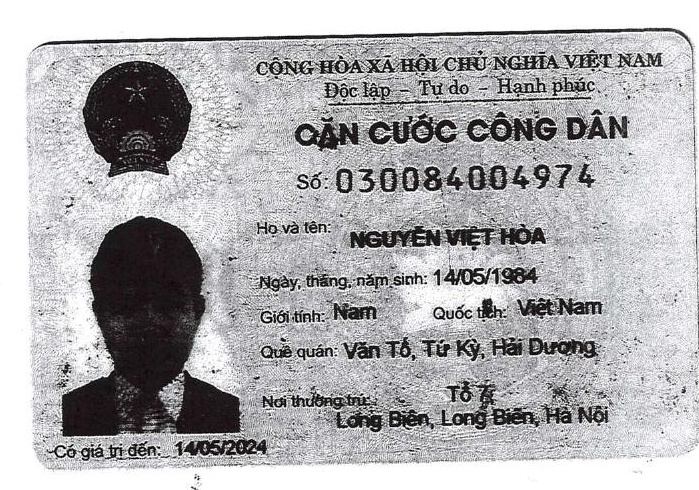 CỘNG HÒA XÃ HỘI CHỦ NGHĨA VIỆT NAM
Độc lập - Tự do - Hạnh phúc
CĂN CƯỚC CÔNG DÂN
Số: 030084004974
Họ và tên: NGUYỄN VIỆT HÒA
Ngày, tháng, năm sinh: 14/05/1984
Giới tính: Nam Quốc tịch: Việt Nam
Quê quán: Văn Tố, Tứ Kỳ, Hải Dương
Nơi thường trú: Tổ
Long Biên, Long Biên, Hà Nội
Có giá trị đến: 14/05/2024